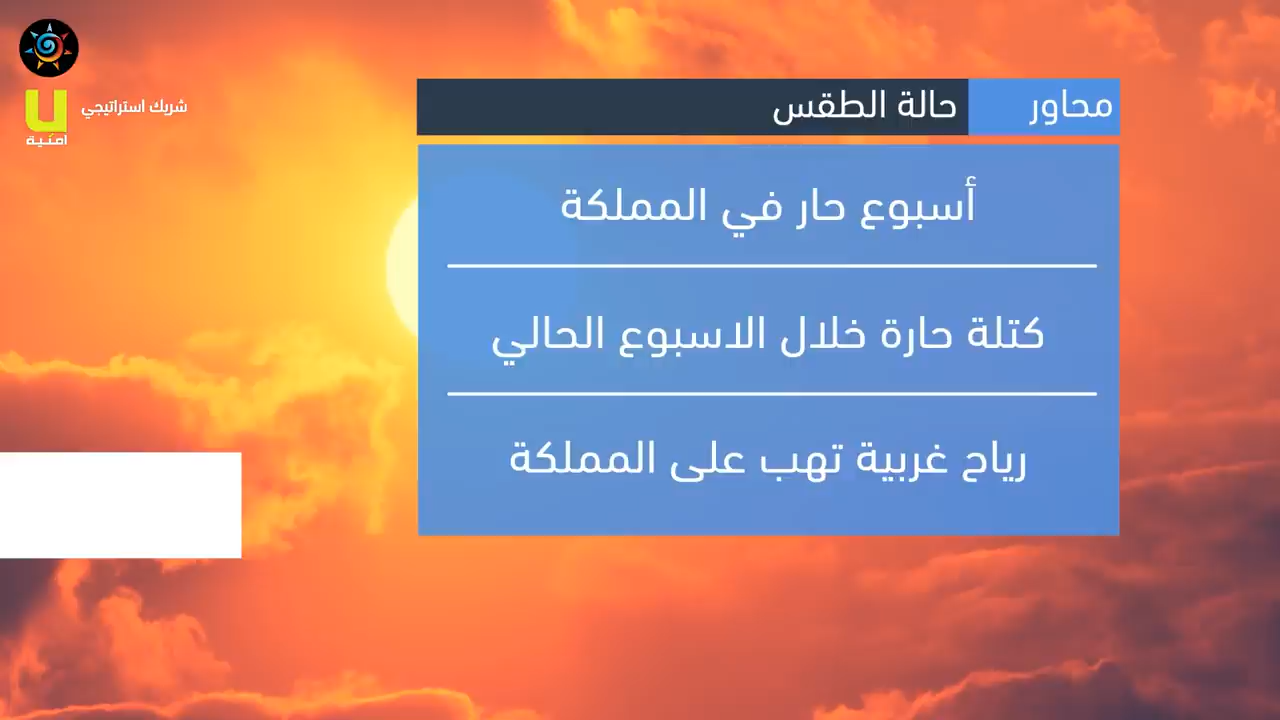 شريك استراتيجي
امنية
محاور
حالة الطقس
أسبوع حار في المملكة
كتلة حارة خلال الاسبوع الحالي
رياح غربية تهب على المملكة